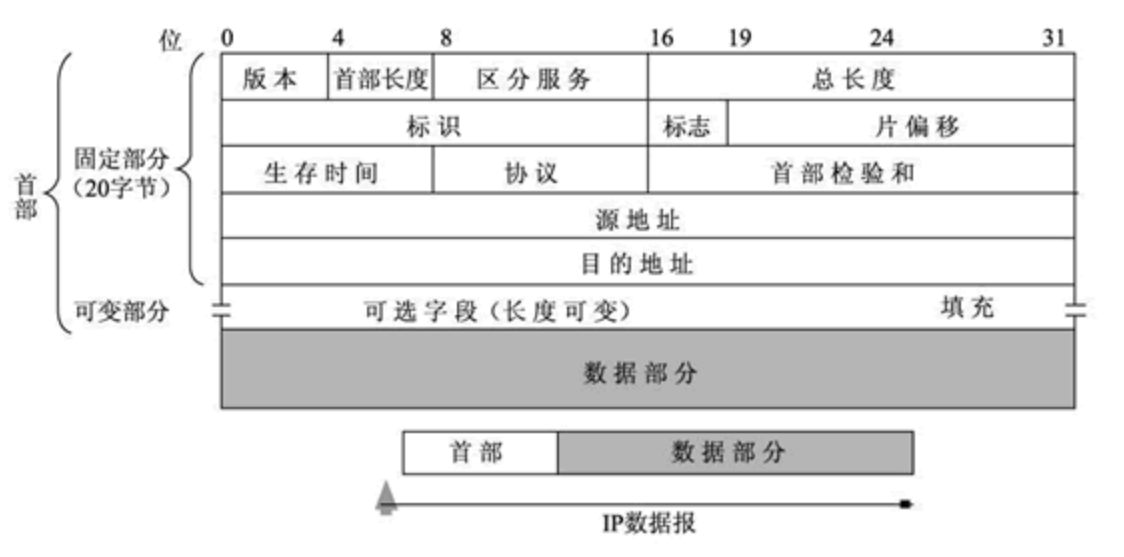 位 0 4 8 16 19 24 31
版本 首部长度 区分服务 总长度
标识 标志 片偏移
固定部分
（20字节）
生存时间 协议 首部检验和
首部
源地址
目的地址
可变部分 可选字段（长度可变） 填充
数据部分
首部 数据部分
IP数据报